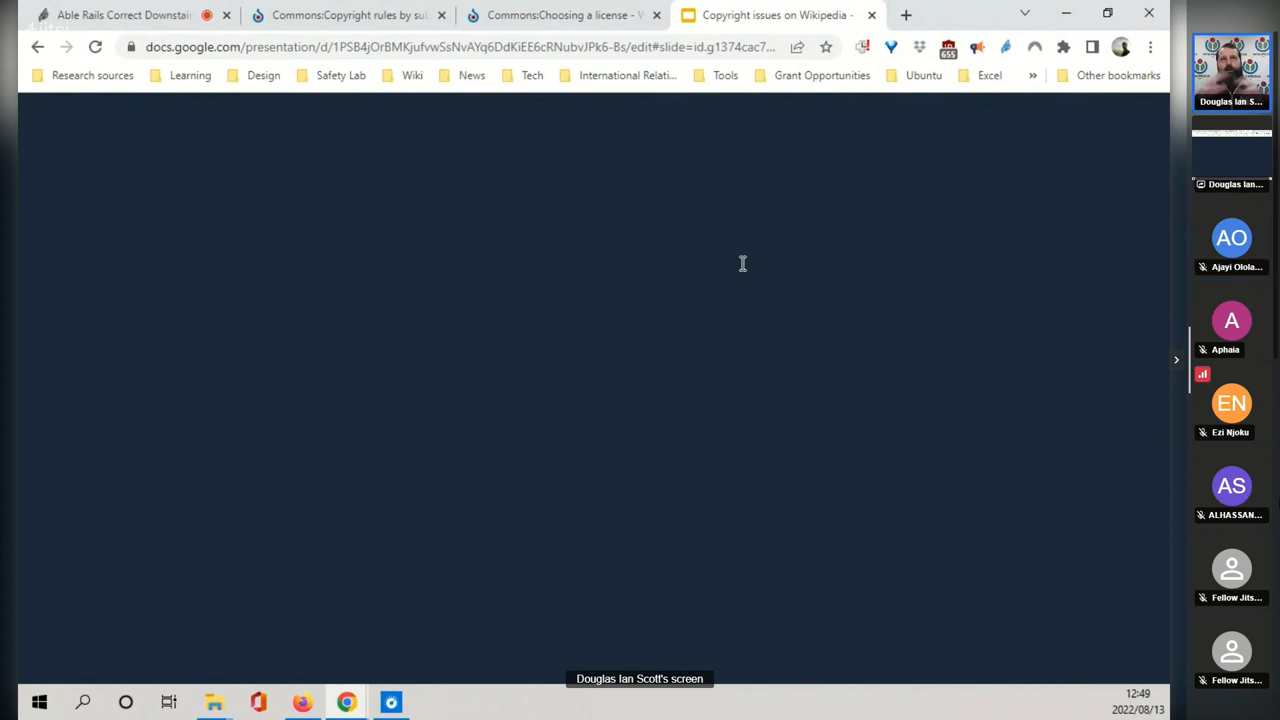 Able Rails Correct Downstair
Commons:Copyright rules by sub
Commons:Choosing a license - W
Copyright issues on Wikipedia -
docs.google.com/presentation/d/1PSB4jOrBMKjufvwSsNvAYq6DdKiEE6cRNubvJPk6-Bs/edit#slide=id.g1374cac7...
655
Research sources
Learning
Design
Safety Lab
Wiki
News
Tech
International Relati...
Tools
Grant Opportunities
Ubuntu
Excel
»
Other bookmarks
Douglas Ian S...
Douglas Ian...
AO
Ajayi Olola...
A
Aphaia
EN
Ezi Njoku
AS
ALHASSAN...
Fellow Jits...
Fellow Jits...
Douglas Ian Scott's screen
12:49
2022/08/13